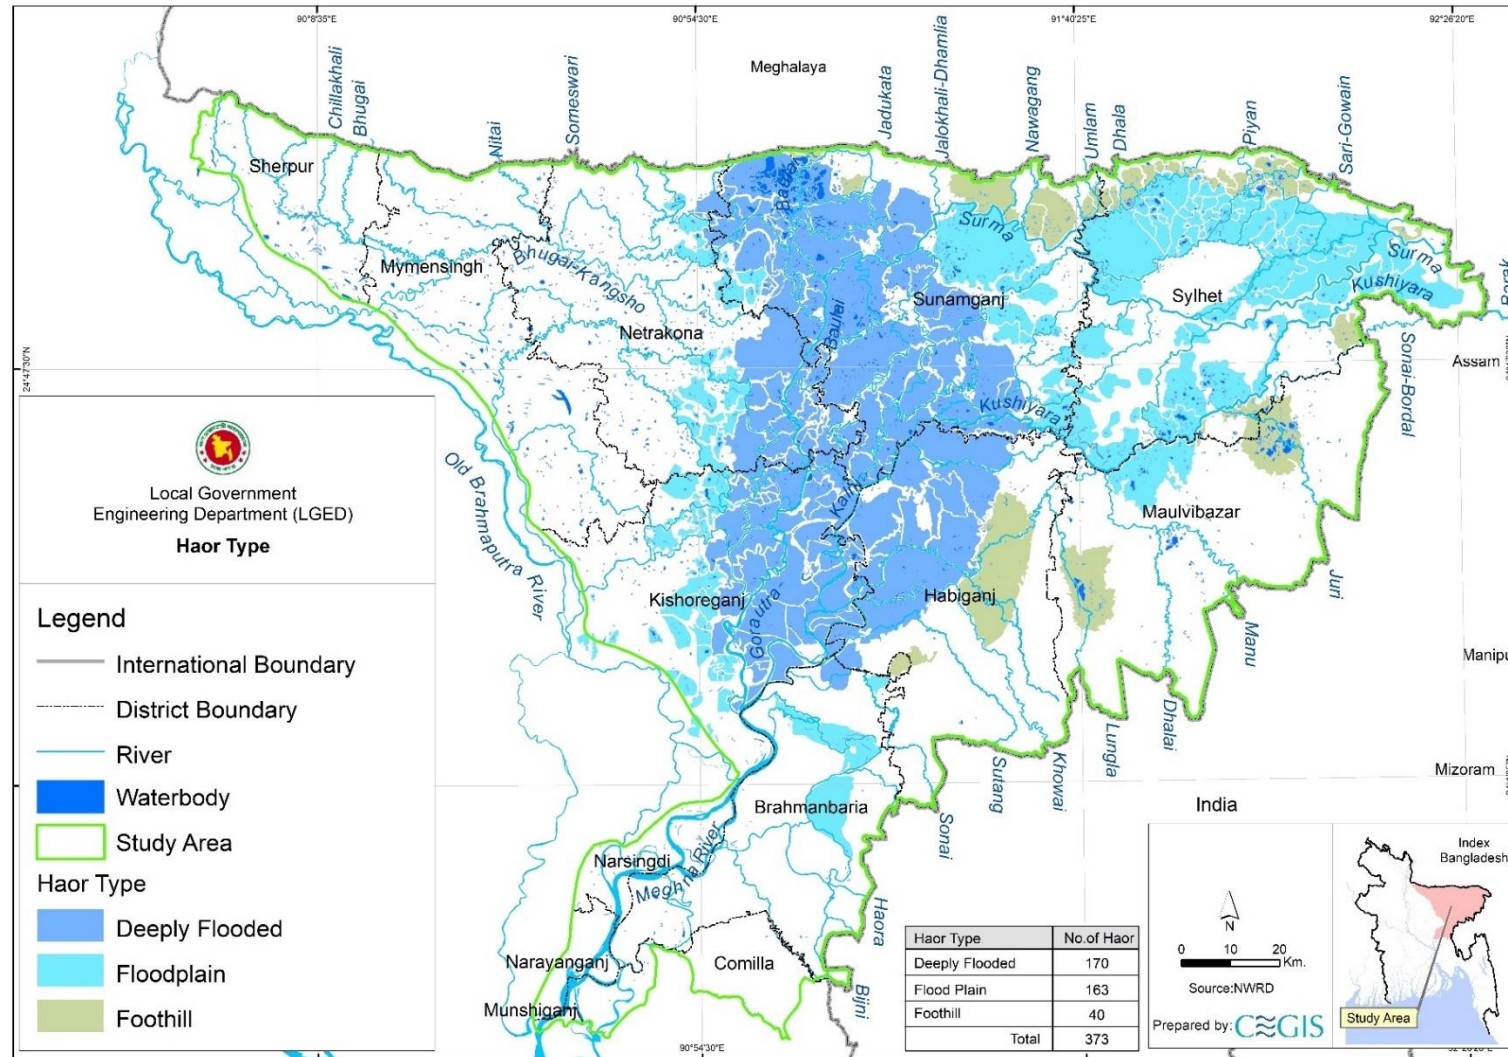 90°8'35"E
90°54'30"E
91°40'25"E
92°26'20"E
Meghalaya
Chillakhali
Bhugai
Nitai
Someswari
Jadukata
Jalokhali-Dhamlia
Nawagang
Umlam
Dhala
Piyan
Sari-Gowain
Sherpur
Mymensingh
Bhugai-Kangsho
Netrakona
Baulai
Surma
Sunamganj
Sylhet
Surma
Kushiyara
Barak
24°47'30"N
Assam
Sonai-Bordal
Kushiyara
Old Brahmaputra River
Kalni
Maulvibazar
Kishoreganj
Gorautra-
Habiganj
Juri
Manu
Manipu
Dhalai
Lungla
Khowai
Sutang
Mizoram
India
Brahmanbaria
Sonai
Narsingdi
Meghna River
Haora
Narayanganj
Comilla
Munshiganj
Bijni
90°54'30"E
Local Government
Engineering Department (LGED)
Haor Type
Legend
International Boundary
District Boundary
River
Waterbody
Study Area
Haor Type
Deeply Flooded
Floodplain
Foothill
Haor Type No.of Haor
Deeply Flooded 170
Flood Plain 163
Foothill 40
Total 373
N
0 10 20 Km.
Source:NWRD
Prepared by: CEGIS
Index
Bangladesh
Study Area